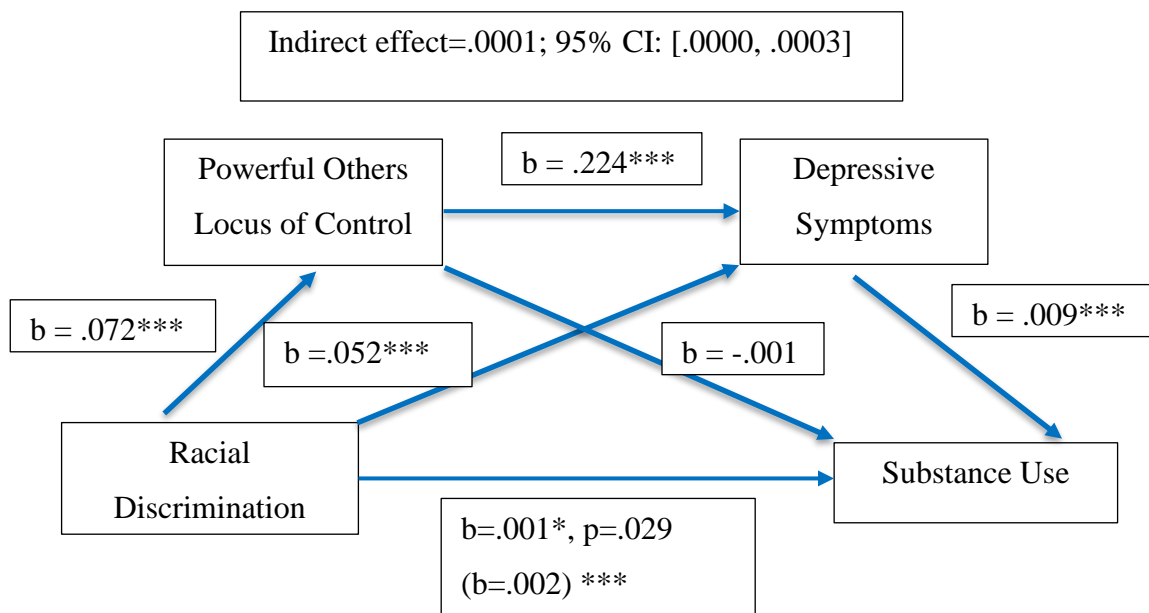 Indirect effect=.0001; 95% CI: [.0000, .0003]
Powerful Others
Locus of Control
b = .224***
Depressive
Symptoms
b = .072***
b =.052***
b = -.001
b = .009***
Racial
Discrimination
Substance Use
b=.001*, p=.029
(b=.002) ***